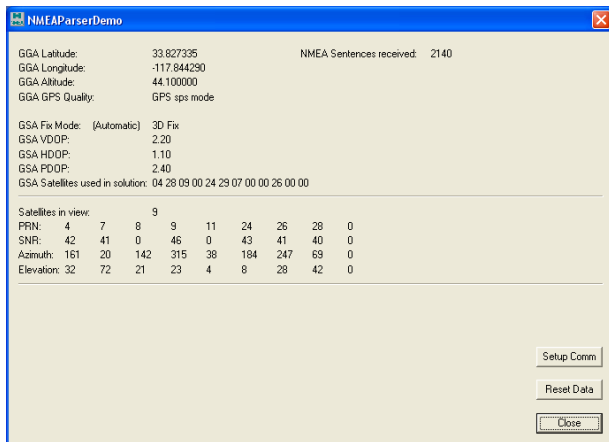 NMEAParserDemo
GGA Latitude: 33.827335 NMEA Sentences received: 2140
GGA Longitude: -117.844290
GGA Altitude: 44.100000
GGA GPS Quality: GPS sps mode
GSA Fix Mode: (Automatic) 3D Fix
GSA VDOP: 2.20
GSA HDOP: 1.10
GSA PDOP: 2.40
GSA Satellites used in solution: 04 28 09 00 24 29 07 00 00 26 00 00
Satellites in view: 9
PRN: 4 7 8 9 11 24 26 28 0
SNR: 42 41 0 46 0 43 41 40 0
Azimuth: 161 20 142 315 38 184 247 69 0
Elevation: 32 72 21 23 4 8 28 42 0
Setup Comm
Reset Data
Close